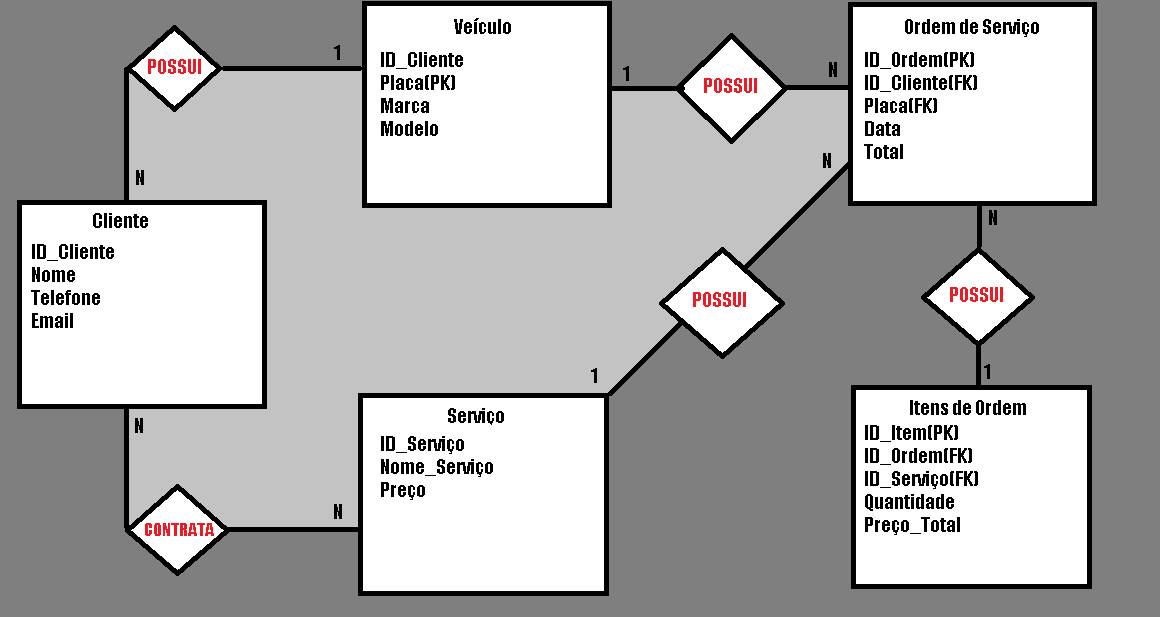 Veículo
ID_Cliente
Placa(PK)
Marca
Modelo
Ordem de Serviço
ID_Ordem(PK)
ID_Cliente(FK)
Placa(FK)
Data
Total
POSSUI
1
N
1
POSSUI
N
Cliente
ID_Cliente
Nome
Telefone
Email
N
CONTRATA
N
Serviço
ID_Serviço
Nome_Serviço
Preço
1
POSSUI
N
N
POSSUI
1
Itens de Ordem
ID_Item(PK)
ID_Ordem(FK)
ID_Serviço(FK)
Quantidade
Preço_Total